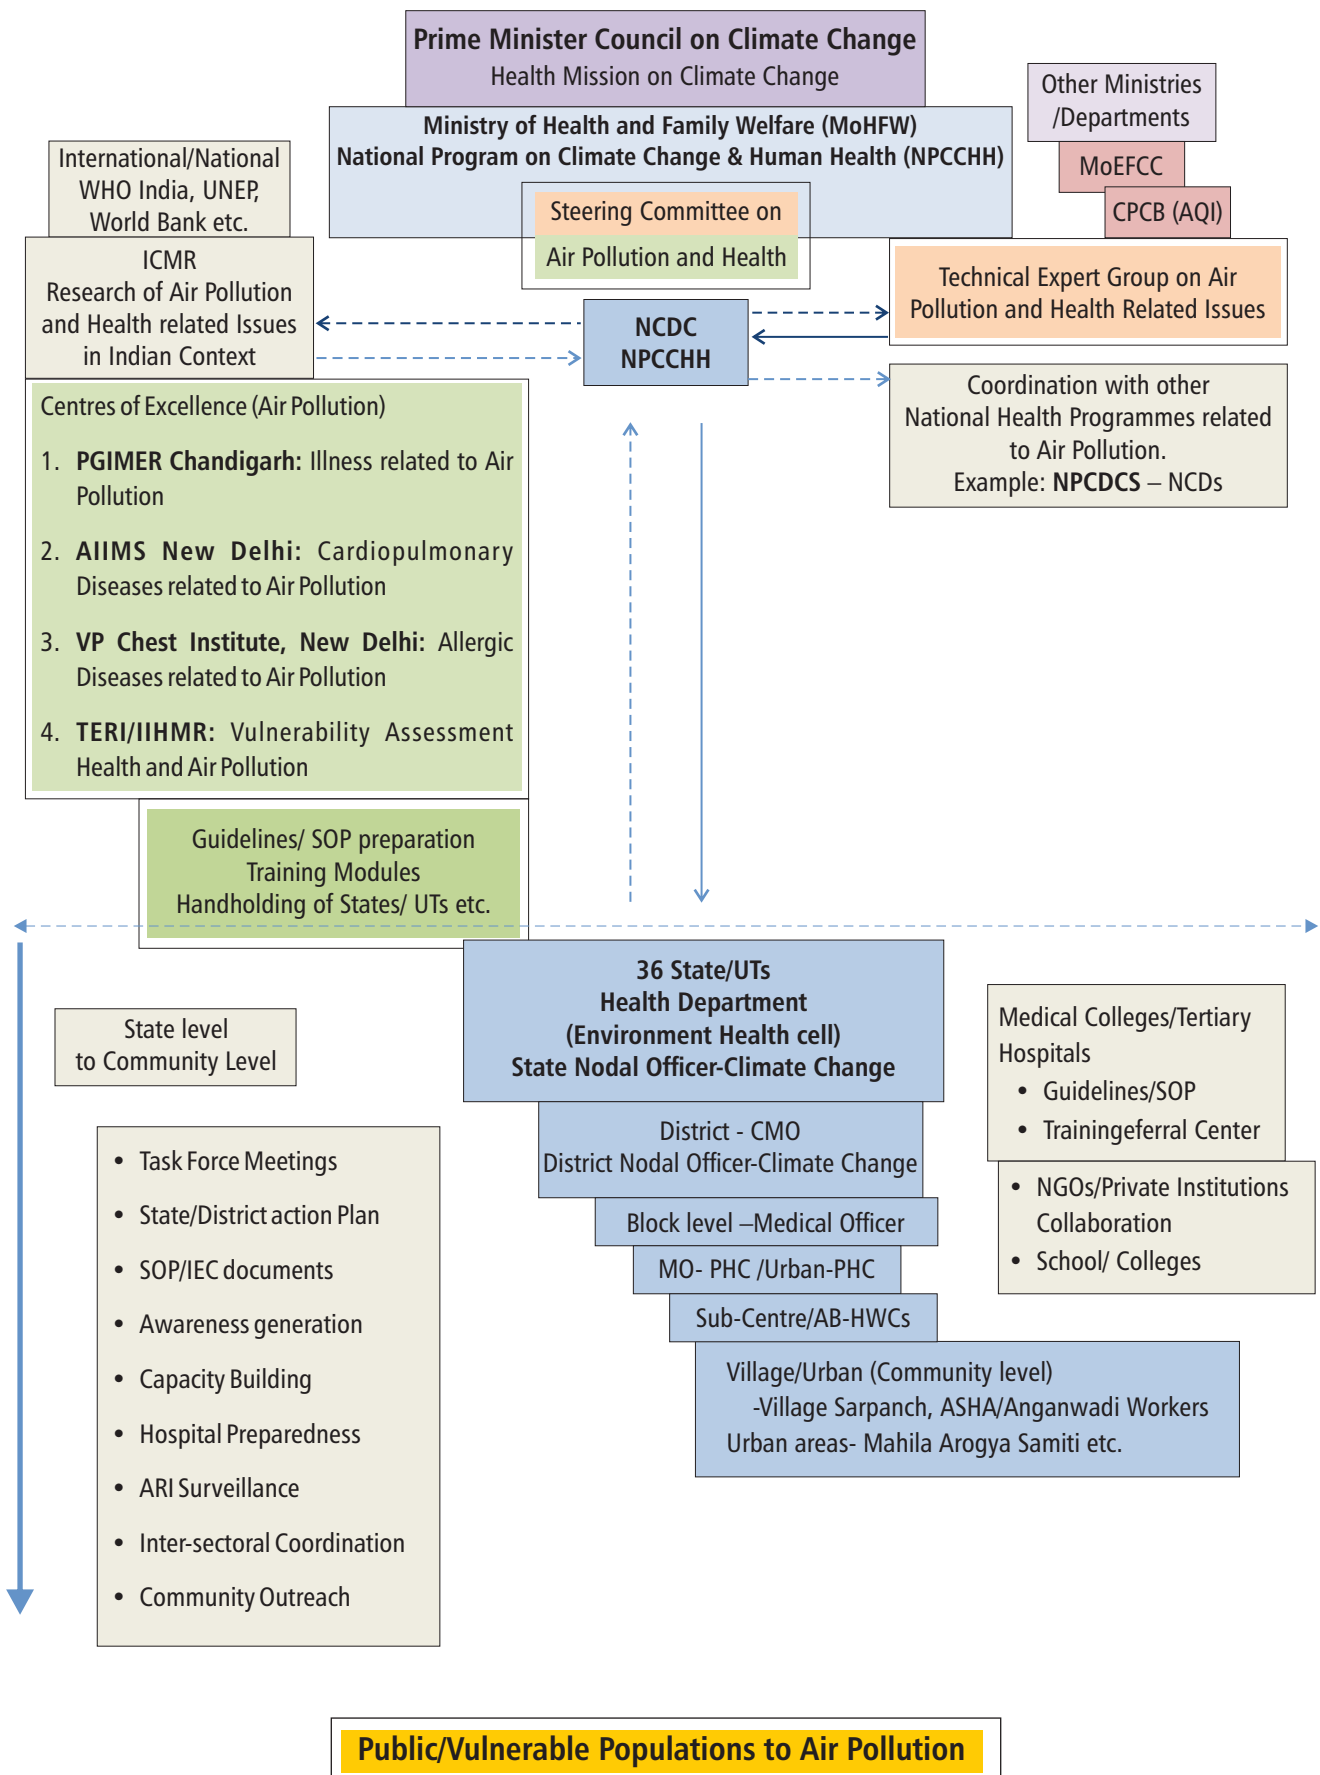 Prime Minister Council on Climate Change
Health Mission on Climate Change
Other Ministries
/Departments
MoEFCC
CPCB (AQI)
Ministry of Health and Family Welfare (MoHFW)
National Program on Climate Change & Human Health (NPCCHH)
Steering Committee on
Air Pollution and Health
International/National
WHO India, UNEP,
World Bank etc.
ICMR
Research of Air Pollution
and Health related Issues
in Indian Context
NCDC
NPCCHH
Technical Expert Group on Air
Pollution and Health Related Issues
Coordination with other
National Health Programmes related
to Air Pollution.
Example: NPCDCS – NCDs
Centres of Excellence (Air Pollution)
1. PGIMER Chandigarh: Illness related to Air
Pollution
2. AIIMS New Delhi: Cardiopulmonary
Diseases related to Air Pollution
3. VP Chest Institute, New Delhi: Allergic
Diseases related to Air Pollution
4. TERI/IIHMR: Vulnerability Assessment
Health and Air Pollution
Guidelines/ SOP preparation
Training Modules
Handholding of States/ UTs etc.
36 State/UTs
Health Department
(Environment Health cell)
State Nodal Officer-Climate Change
District - CMO
District Nodal Officer-Climate Change
Block level –Medical Officer
MO- PHC /Urban-PHC
Sub-Centre/AB-HWCs
Village/Urban (Community level)
-Village Sarpanch, ASHA/Anganwadi Workers
Urban areas- Mahila Arogya Samiti etc.
Medical Colleges/Tertiary
Hospitals
• Guidelines/SOP
• Trainingeferral Center
• NGOs/Private Institutions
Collaboration
• School/ Colleges
State level
to Community Level
• Task Force Meetings
• State/District action Plan
• SOP/IEC documents
• Awareness generation
• Capacity Building
• Hospital Preparedness
• ARI Surveillance
• Inter-sectoral Coordination
• Community Outreach
Public/Vulnerable Populations to Air Pollution